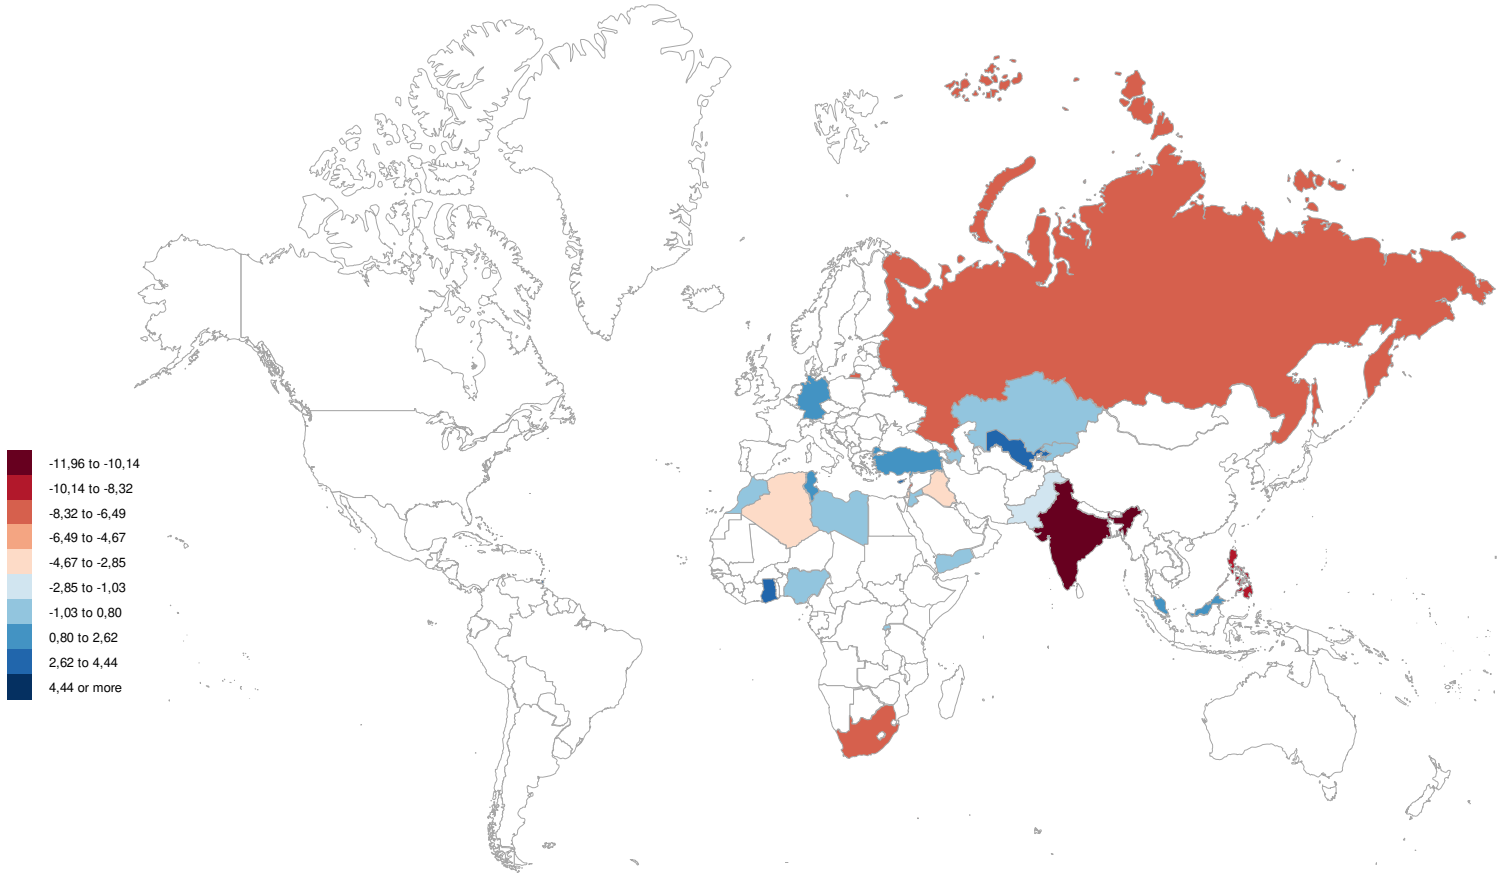 -11,96 to -10,14
-10,14 to -8,32
-8,32 to -6,49
-6,49 to -4,67
-4,67 to -2,85
-2,85 to -1,03
-1,03 to 0,80
0,80 to 2,62
2,62 to 4,44
4,44 or more